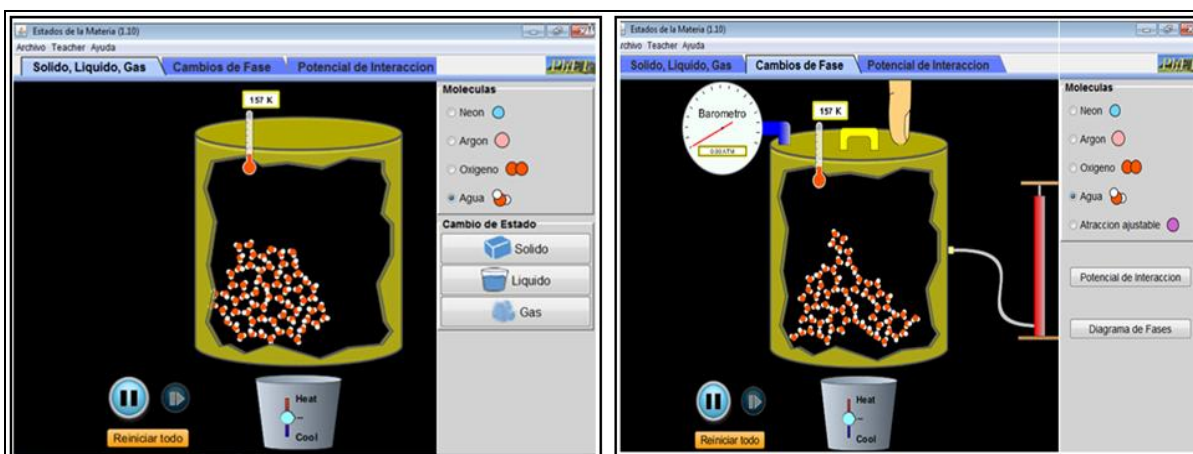 Estados de la Materia (1.10)
Archivo Teacher Ayuda
Solido, Liquido, Gas
Cambios de Fase
Potencial de Interaccion
157 K
Moleculas
Neon
Argon
Oxigeno
Agua
Cambio de Estado
Solido
Liquido
Gas
Heat
Cool
Reiniciar todo
Estados de la Materia (1.10)
rchivo Teacher Ayuda
Solido, Liquido, Gas
Cambios de Fase
Potencial de Interaccion
Barometro
157 K
Moleculas
Neon
Argon
Oxigeno
Agua
Atraccion ajustable
Potencial de Interaccion
Diagrama de Fases
Heat
Cool
Reiniciar todo